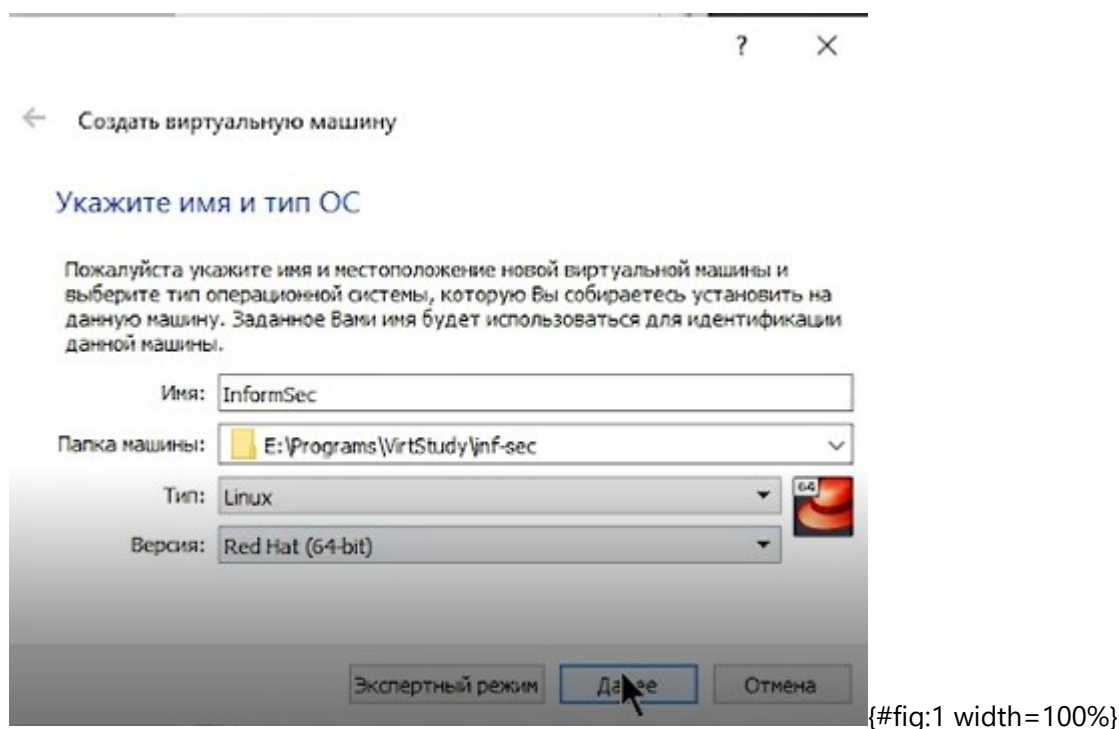 ?
Создать виртуальную машину
Укажите имя и тип ОС
Пожалуйста укажите имя и местоположение новой виртуальной машины и
выберите тип операционной системы, которую Вы собираетесь установить на
данную машину. Заданное Вами имя будет использоваться для идентификации
данной машины.
Имя: InformSec
Папка машины: E:\Programs\VirtStudy\inf-sec
Тип: Linux
64
Версия: Red Hat (64-bit)
Экспертный режим Далее Отмена
{#fig:1 width=100%}